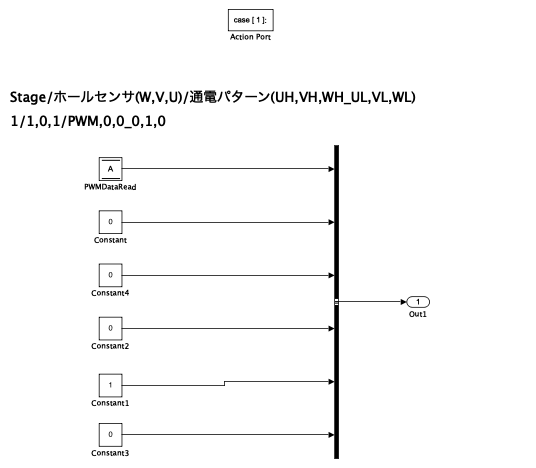 case [ 1 ]:
Action Port
Stage/ホールセンサ(W,V,U)/通電パターン(UH,VH,WH_UL,VL,WL)
1/1,0,1/PWM,0,0_0,1,0
A
PWMDataRead
0
Constant
0
Constant4
1
Out1
0
Constant2
1
Constant1
0
Constant3